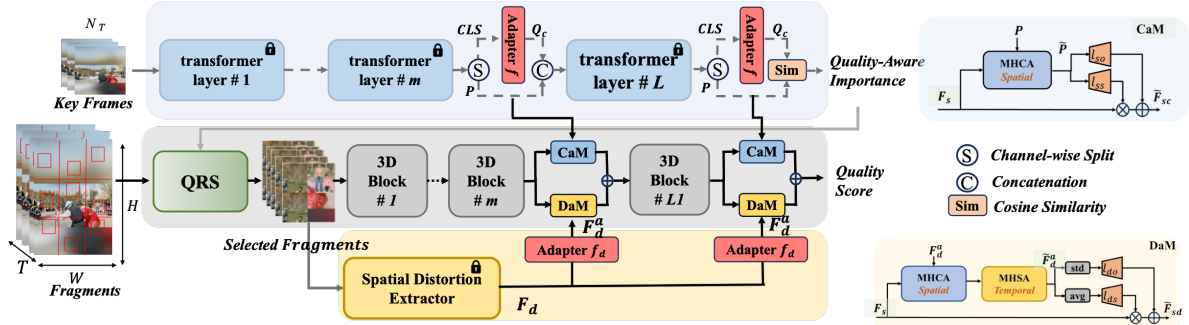 N_T
Key Frames
transformer
layer # 1
transformer
layer # m
CLS
S
P
Adapter f
Q_c
C
transformer
layer # L
CLS
S
P
Adapter f
Q_c
Sim
Quality-Aware
Importance
H
T
W
Fragments
QRS
Selected Fragments
3D
Block
# 1
3D
Block
# m
CaM
DaM
F_d^a
3D
Block
# L1
CaM
DaM
F_d^a
Quality
Score
Adapter f_d
Adapter f_d
Spatial Distortion
Extractor
F_d
CaM
P
MHCA
Spatial
P̃
l_so
l_ss
F_s
F̃_sc
S Channel-wise Split
C Concatenation
Sim Cosine Similarity
DaM
F_d^a
MHCA
Spatial
MHSA
Temporal
F̃_d^a
std
avg
l_do
l_ds
F_s
F̃_sd